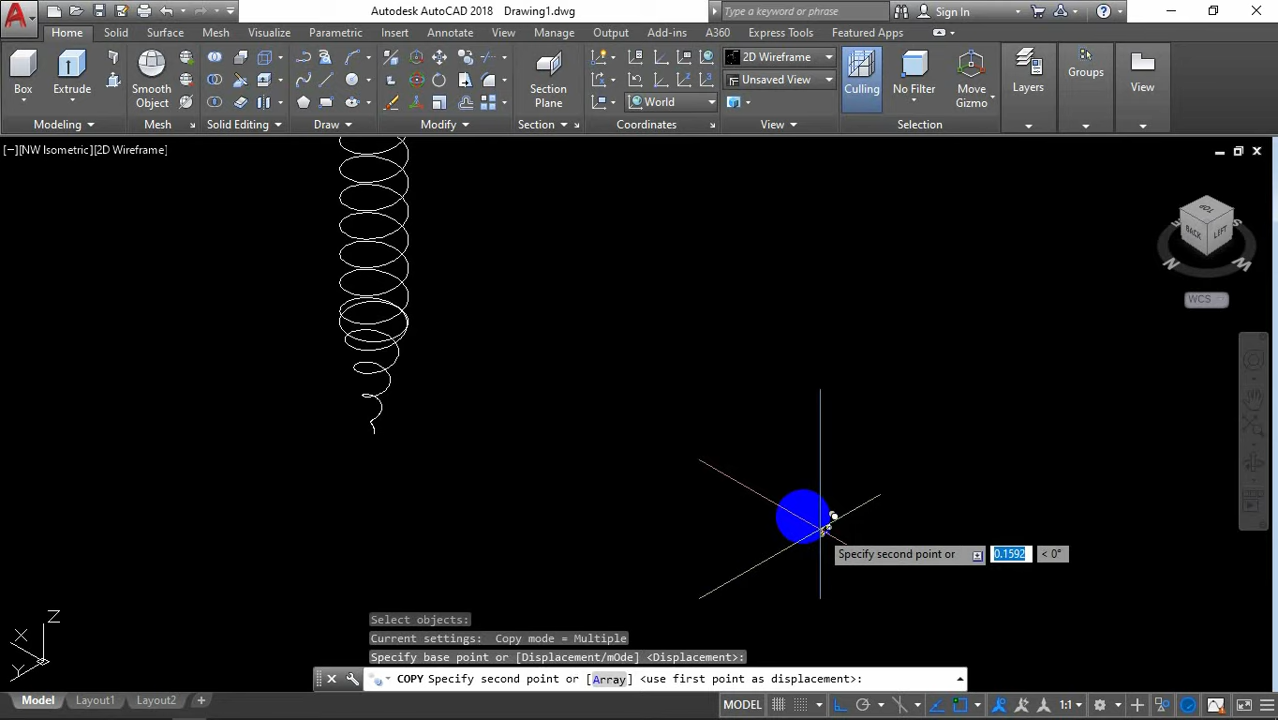 Autodesk AutoCAD 2018 Drawing1.dwg
Type a keyword or phrase
Sign In
Home Solid Surface Mesh Visualize Parametric Insert Annotate View Manage Output Add-ins A360 Express Tools Featured Apps
2D Wireframe
Unsaved View
World
Box
Extrude
Smooth
Object
Section
Plane
Culling
No Filter
Move
Gizmo
Layers
Groups
View
Modeling
Mesh
Solid Editing
Draw
Modify
Section
Coordinates
View
Selection
[−][NW Isometric][2D Wireframe]
TOP
BACK
LEFT
S
N
W
WCS
Specify second point or
0.1592
< 0°
Z
X
Y
Select objects:
Current settings: Copy mode = Multiple
Specify base point or [Displacement/mOde] <Displacement>:
COPY Specify second point or [Array] <use first point as displacement>:
Model Layout1 Layout2 +
MODEL
1:1